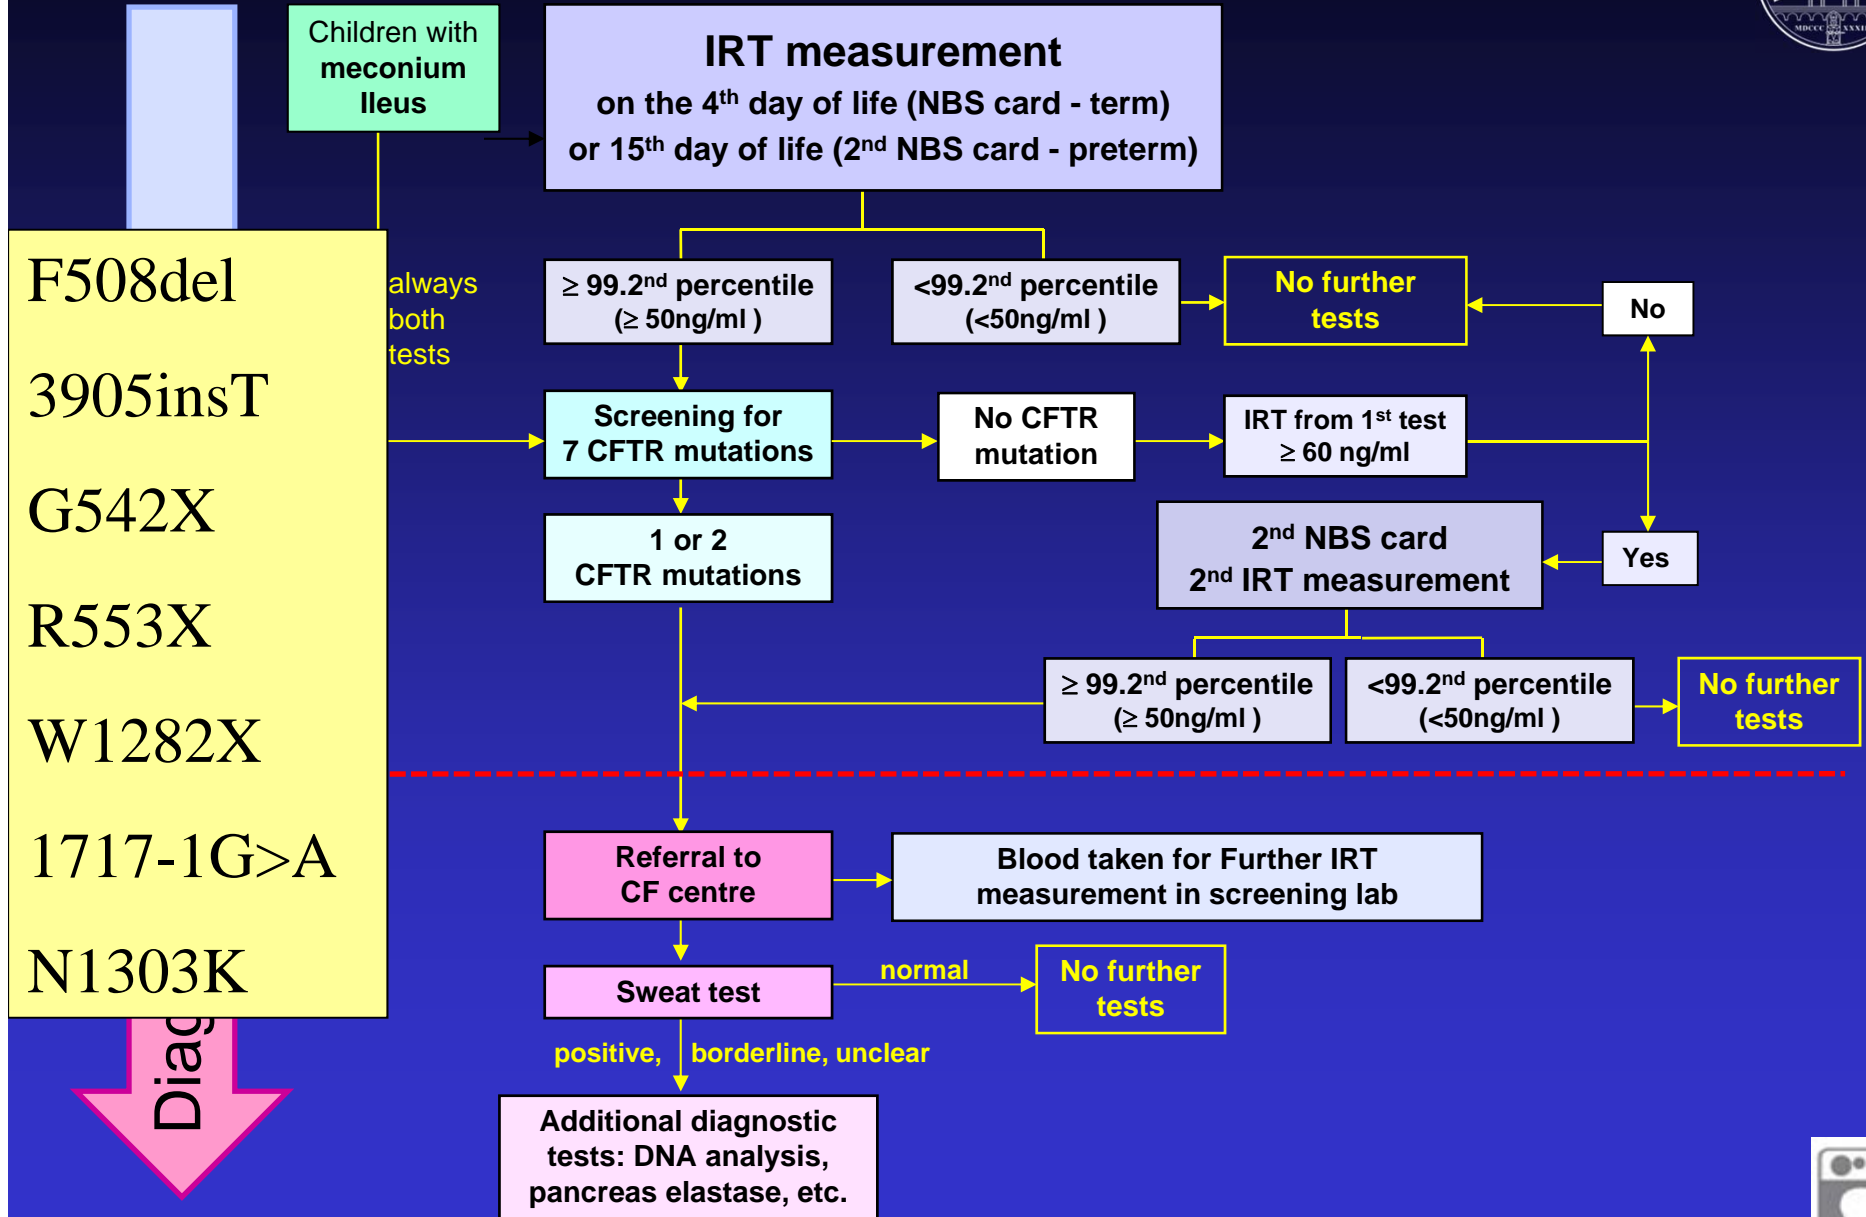 Children with
meconium
Ileus
IRT measurement
on the 4th day of life (NBS card - term)
or 15th day of life (2nd NBS card - preterm)
MDCCC XXXIII
F508del
3905insT
G542X
R553X
W1282X
1717-1G>A
N1303K
always
both
tests
≥ 99.2nd percentile
(≥ 50ng/ml )
<99.2nd percentile
(<50ng/ml )
No further
tests
No
Screening for
7 CFTR mutations
No CFTR
mutation
IRT from 1st test
≥ 60 ng/ml
1 or 2
CFTR mutations
2nd NBS card
2nd IRT measurement
Yes
≥ 99.2nd percentile
(≥ 50ng/ml )
<99.2nd percentile
(<50ng/ml )
No further
tests
Referral to
CF centre
Blood taken for Further IRT
measurement in screening lab
Sweat test
normal
No further
tests
positive, borderline, unclear
Additional diagnostic
tests: DNA analysis,
pancreas elastase, etc.